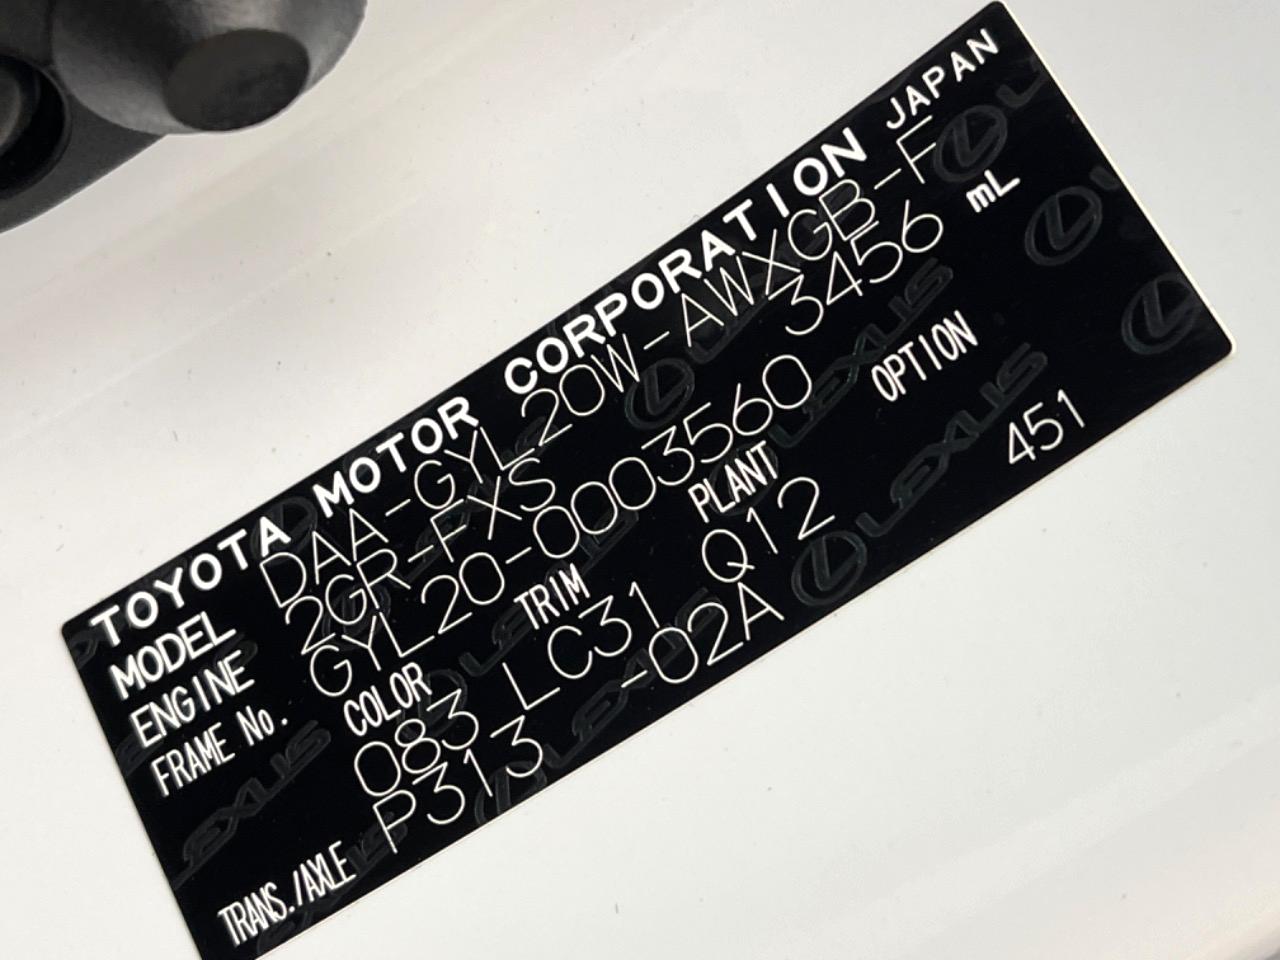 TOYOTA MOTOR CORPORATION JAPAN
MODEL DAA-GYL20W-AWXGB-F
ENGINE 2GR-FXS 3456 mL
FRAME No. GYL20-0003560
COLOR TRIM PLANT OPTION
083 LC31 Q12 451
TRANS./AXLE P313 -02A